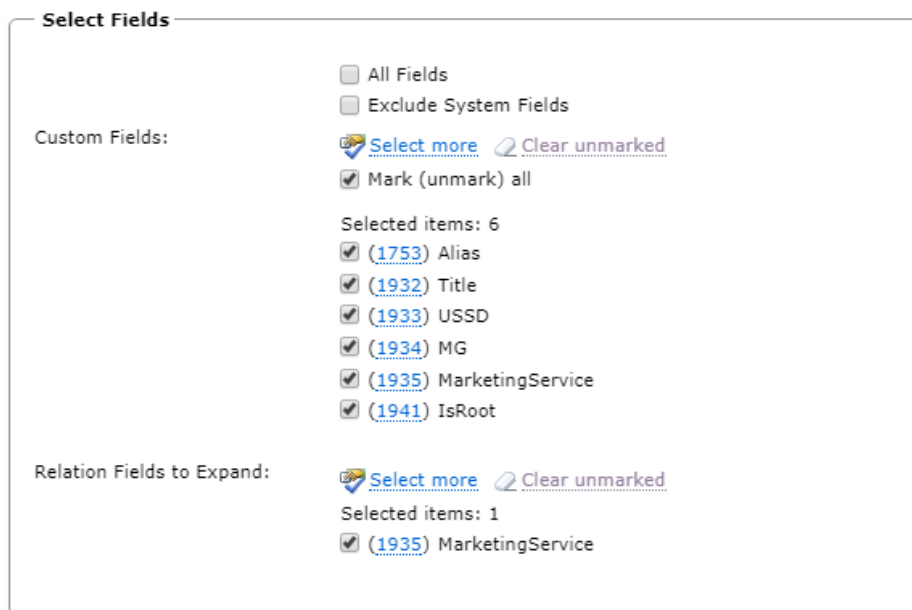 Select Fields
All Fields
Exclude System Fields
Custom Fields:
Select more Clear unmarked
Mark (unmark) all
Selected items: 6
(1753) Alias
(1932) Title
(1933) USSD
(1934) MG
(1935) MarketingService
(1941) IsRoot
Relation Fields to Expand:
Select more Clear unmarked
Selected items: 1
(1935) MarketingService